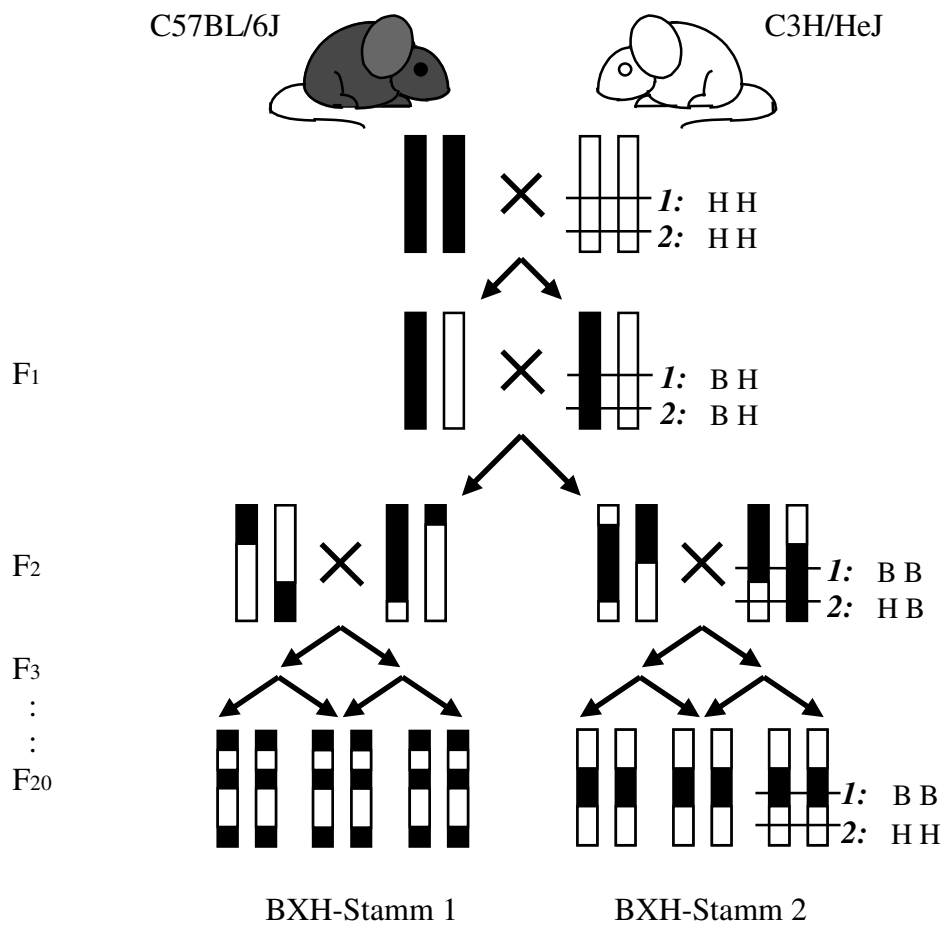 C57BL/6J C3H/HeJ
1: H H
2: H H
F1
1: B H
2: B H
F2
1: B B
2: H B
F3
:
:
F20
1: B B
2: H H
BXH-Stamm 1 BXH-Stamm 2